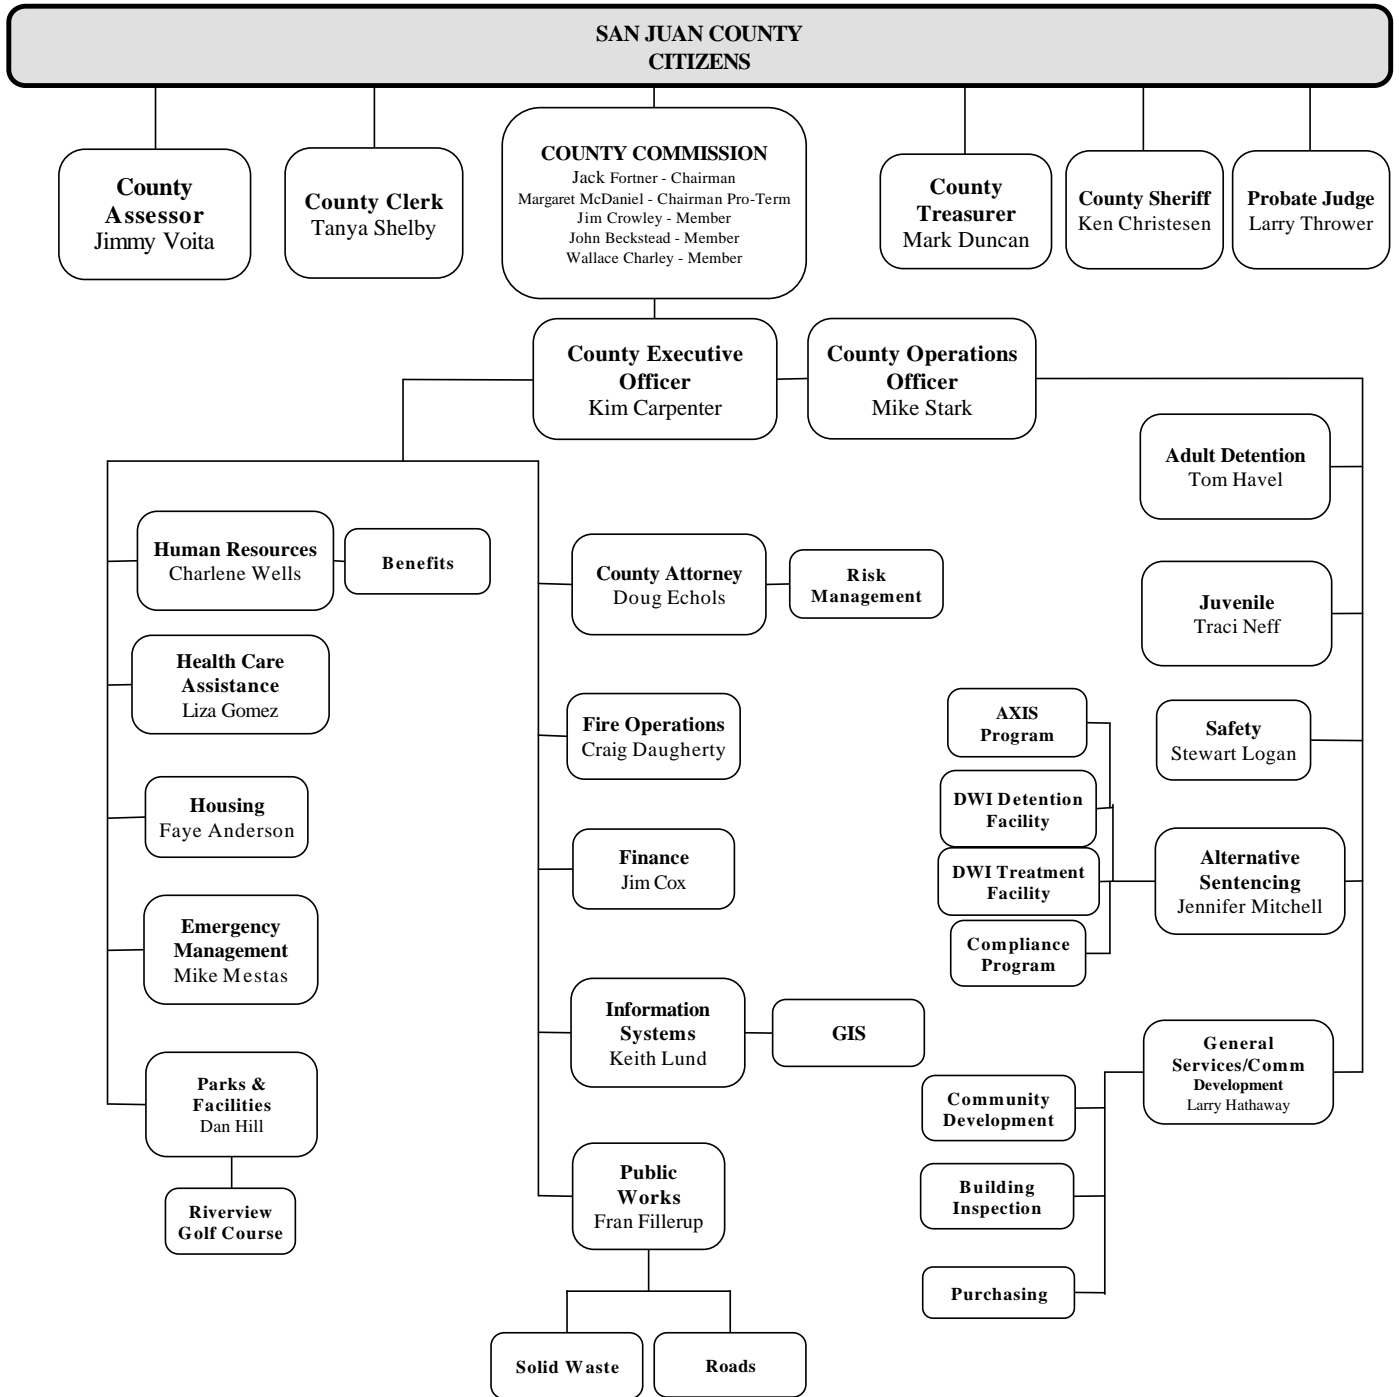 SAN JUAN COUNTY
CITIZENS
County
Assessor
Jimmy Voita
County Clerk
Tanya Shelby
COUNTY COMMISSION
Jack Fortner - Chairman
Margaret McDaniel - Chairman Pro-Term
Jim Crowley - Member
John Beckstead - Member
Wallace Charley - Member
County
Treasurer
Mark Duncan
County Sheriff
Ken Christesen
Probate Judge
Larry Thrower
County Executive
Officer
Kim Carpenter
County Operations
Officer
Mike Stark
Human Resources
Charlene Wells
Benefits
Health Care
Assistance
Liza Gomez
Housing
Faye Anderson
Emergency
Management
Mike Mestas
Parks &
Facilities
Dan Hill
Riverview
Golf Course
County Attorney
Doug Echols
Risk
Management
Fire Operations
Craig Daugherty
Finance
Jim Cox
Information
Systems
Keith Lund
GIS
Public
Works
Fran Fillerup
Solid Waste
Roads
Adult Detention
Tom Havel
Juvenile
Traci Neff
Safety
Stewart Logan
Alternative
Sentencing
Jennifer Mitchell
AXIS
Program
DWI Detention
Facility
DWI Treatment
Facility
Compliance
Program
General
Services/Comm
Development
Larry Hathaway
Community
Development
Building
Inspection
Purchasing